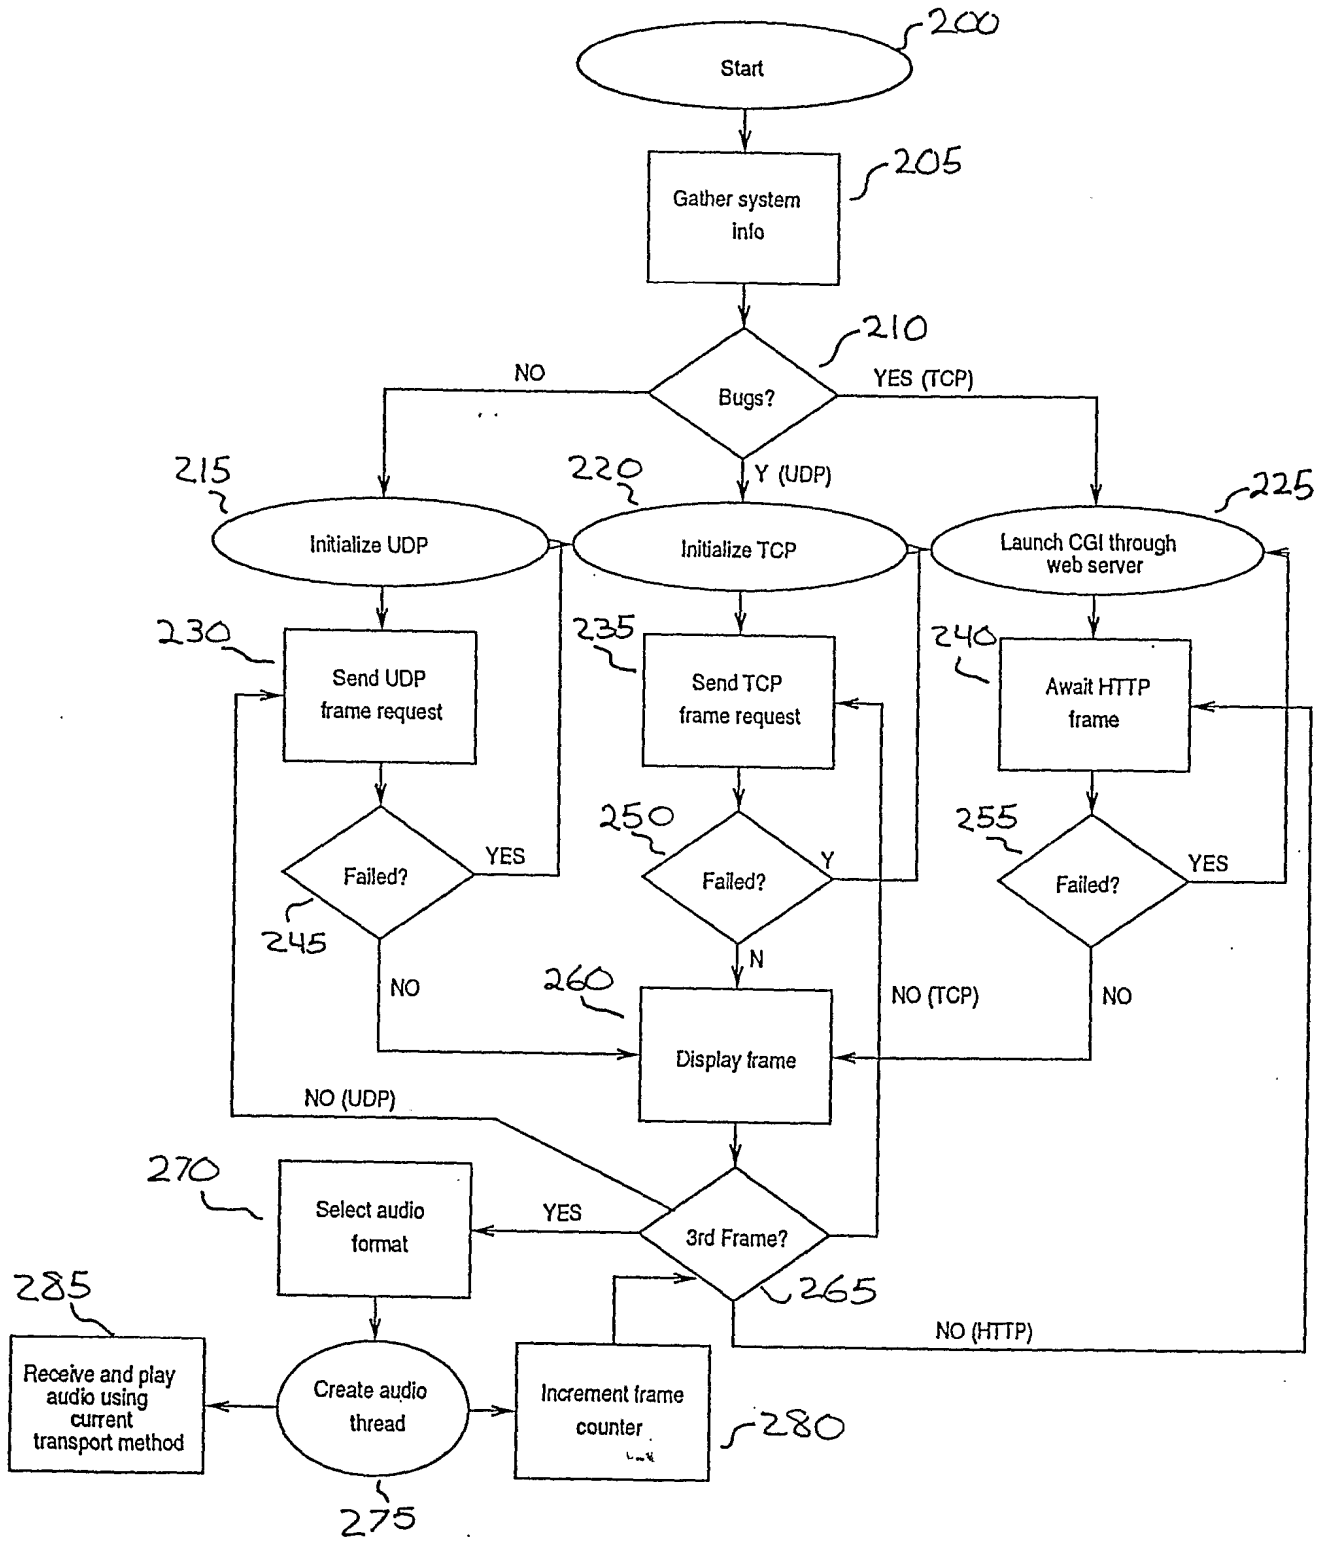 200
Start
205
Gather system
info
210
NO
YES (TCP)
Bugs?
215
220
Y (UDP)
225
Initialize UDP
Initialize TCP
Launch CGI through
web server
230
235
240
Send UDP
frame request
Send TCP
frame request
Await HTTP
frame
250
255
Failed?
YES
Failed?
Y
Failed?
YES
245
NO
N
260
NO (TCP)
NO
Display frame
NO (UDP)
270
Select audio
format
YES
3rd Frame?
265
285
NO (HTTP)
Receive and play
audio using
current
transport method
Create audio
thread
Increment frame
counter
280
275